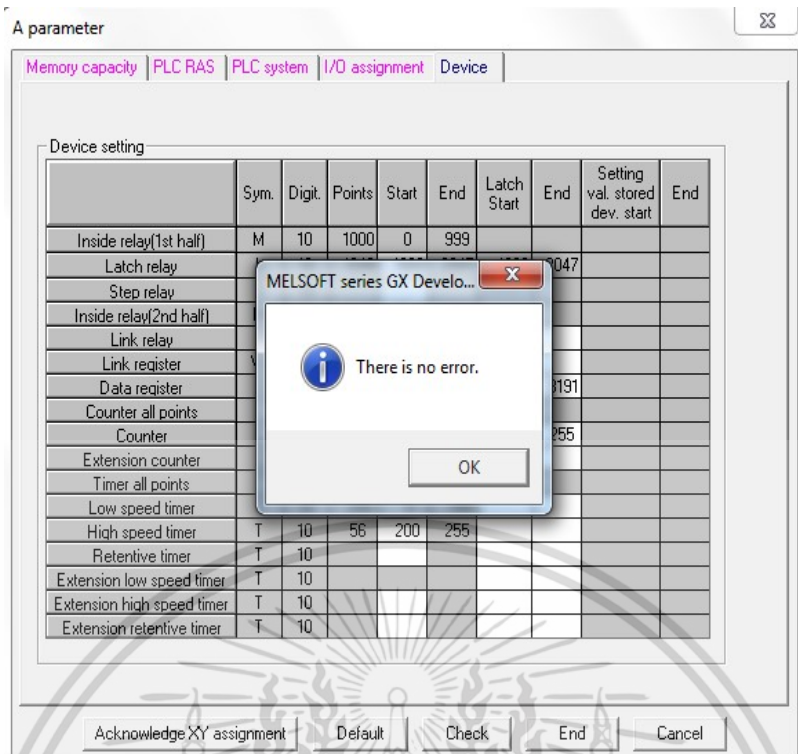 A parameter
Memory capacity PLC RAS PLC system I/O assignment Device
Device setting
Sym. Digit. Points Start End Latch Start End Setting val. stored dev. start End
Inside relay(1st half) M 10 1000 0 999
Latch relay 2047
Step relay
Inside relay(2nd half)
Link relay
Link register
Data register 8191
Counter all points
Counter 255
Extension counter
Timer all points
Low speed timer
High speed timer T 10 56 200 255
Retentive timer T 10
Extension low speed timer T 10
Extension high speed timer T 10
Extension retentive timer T 10
MELSOFT series GX Develo...
There is no error.
OK
Acknowledge XY assignment Default Check End Cancel